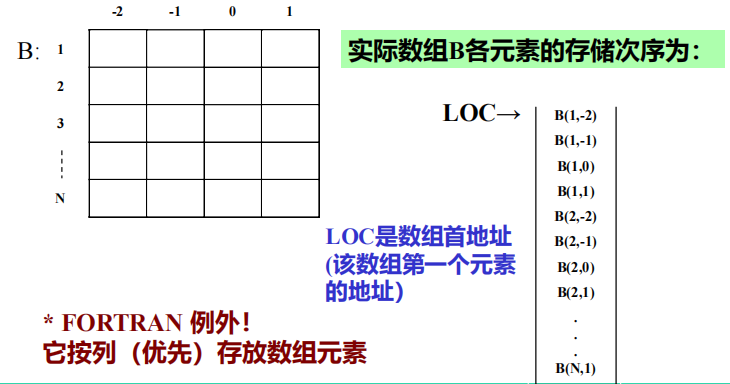 -2 -1 0 1
B: 1
2
3
N
实际数组B各元素的存储次序为：
LOC→
B(1,-2)
B(1,-1)
B(1,0)
B(1,1)
B(2,-2)
B(2,-1)
B(2,0)
B(2,1)
.
.
.
B(N,1)
LOC是数组首地址
(该数组第一个元素
的地址）
* FORTRAN 例外！
它按列（优先）存放数组元素